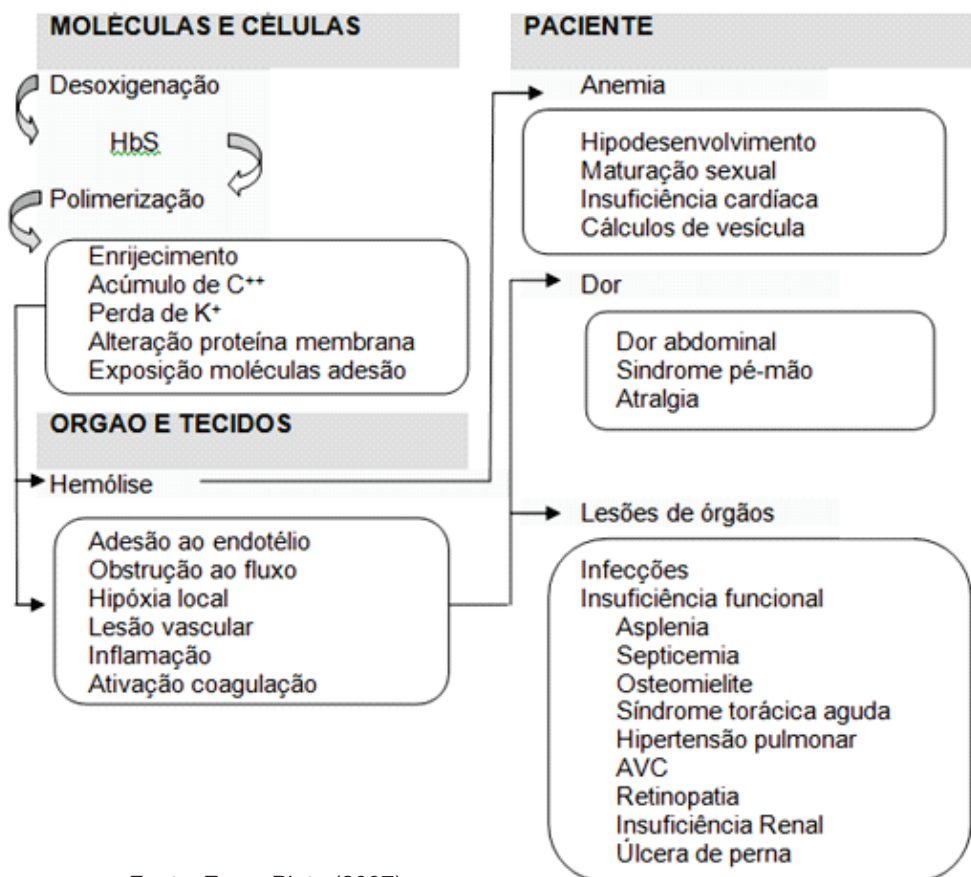 MOLÉCULAS E CÉLULAS
Desoxigenação
HbS
Polimerização
Enrijecimento
Acúmulo de C++
Perda de K+
Alteração proteína membrana
Exposição moléculas adesão
ORGAO E TECIDOS
Hemólise
Adesão ao endotélio
Obstrução ao fluxo
Hipóxia local
Lesão vascular
Inflamação
Ativação coagulação
PACIENTE
Anemia
Hipodesenvolvimento
Maturação sexual
Insuficiência cardíaca
Cálculos de vesícula
Dor
Dor abdominal
Sindrome pé-mão
Atralgia
Lesões de órgãos
Infecções
Insuficiência funcional
Asplenia
Septicemia
Osteomielite
Síndrome torácica aguda
Hipertensão pulmonar
AVC
Retinopatia
Insuficiência Renal
Úlcera de perna